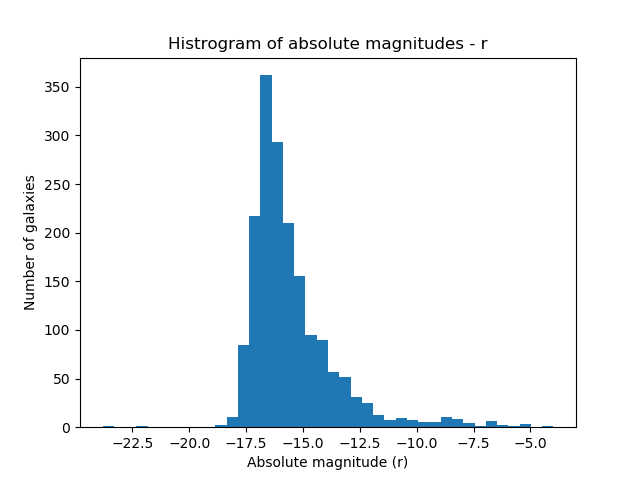 Histrogram of absolute magnitudes - r
Number of galaxies
350
300
250
200
150
100
50
0
−22.5 −20.0 −17.5 −15.0 −12.5 −10.0 −7.5 −5.0
Absolute magnitude (r)